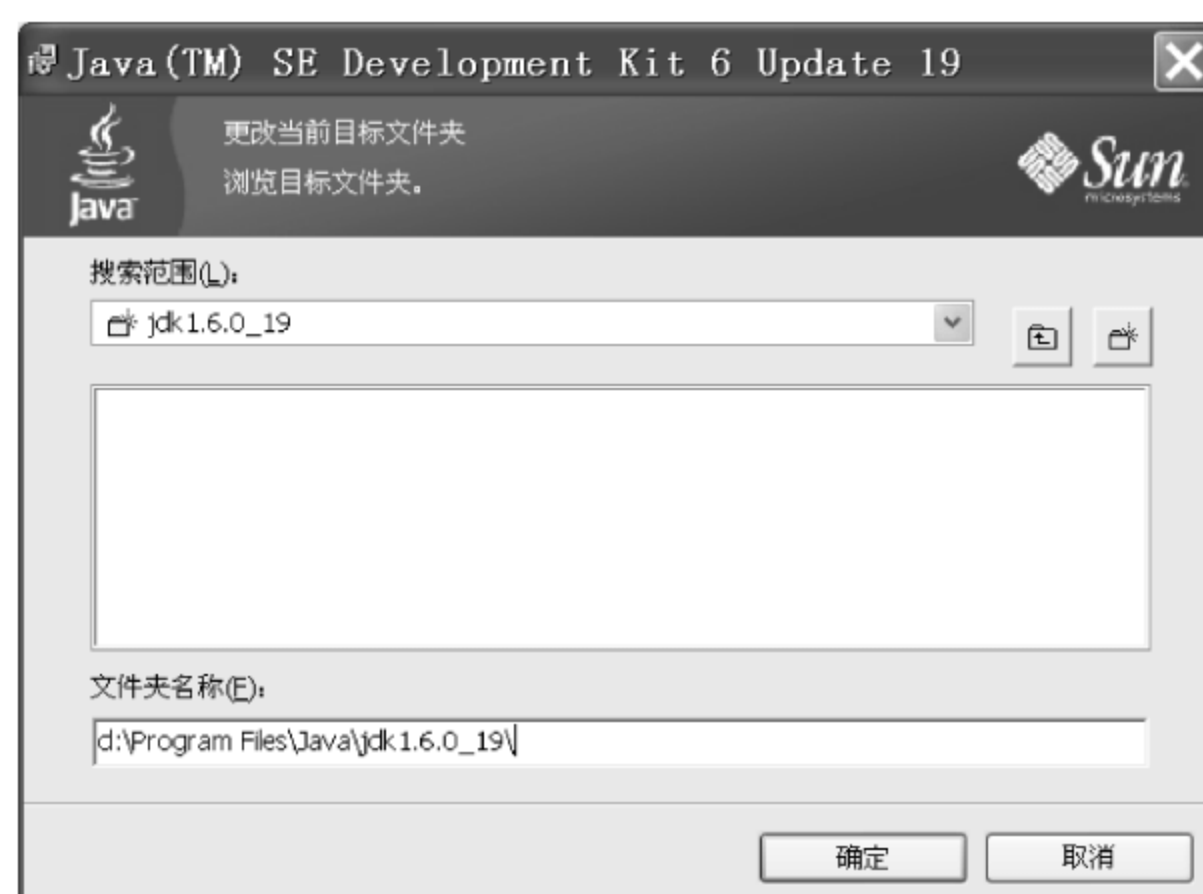 Java(TM) SE Development Kit 6 Update 19
更改当前目标文件夹
浏览目标文件夹。
Java
Sun
microsystems
搜索范围(L):
jdk1.6.0_19
文件夹名称(F):
d:\Program Files\Java\jdk1.6.0_19\
确定
取消